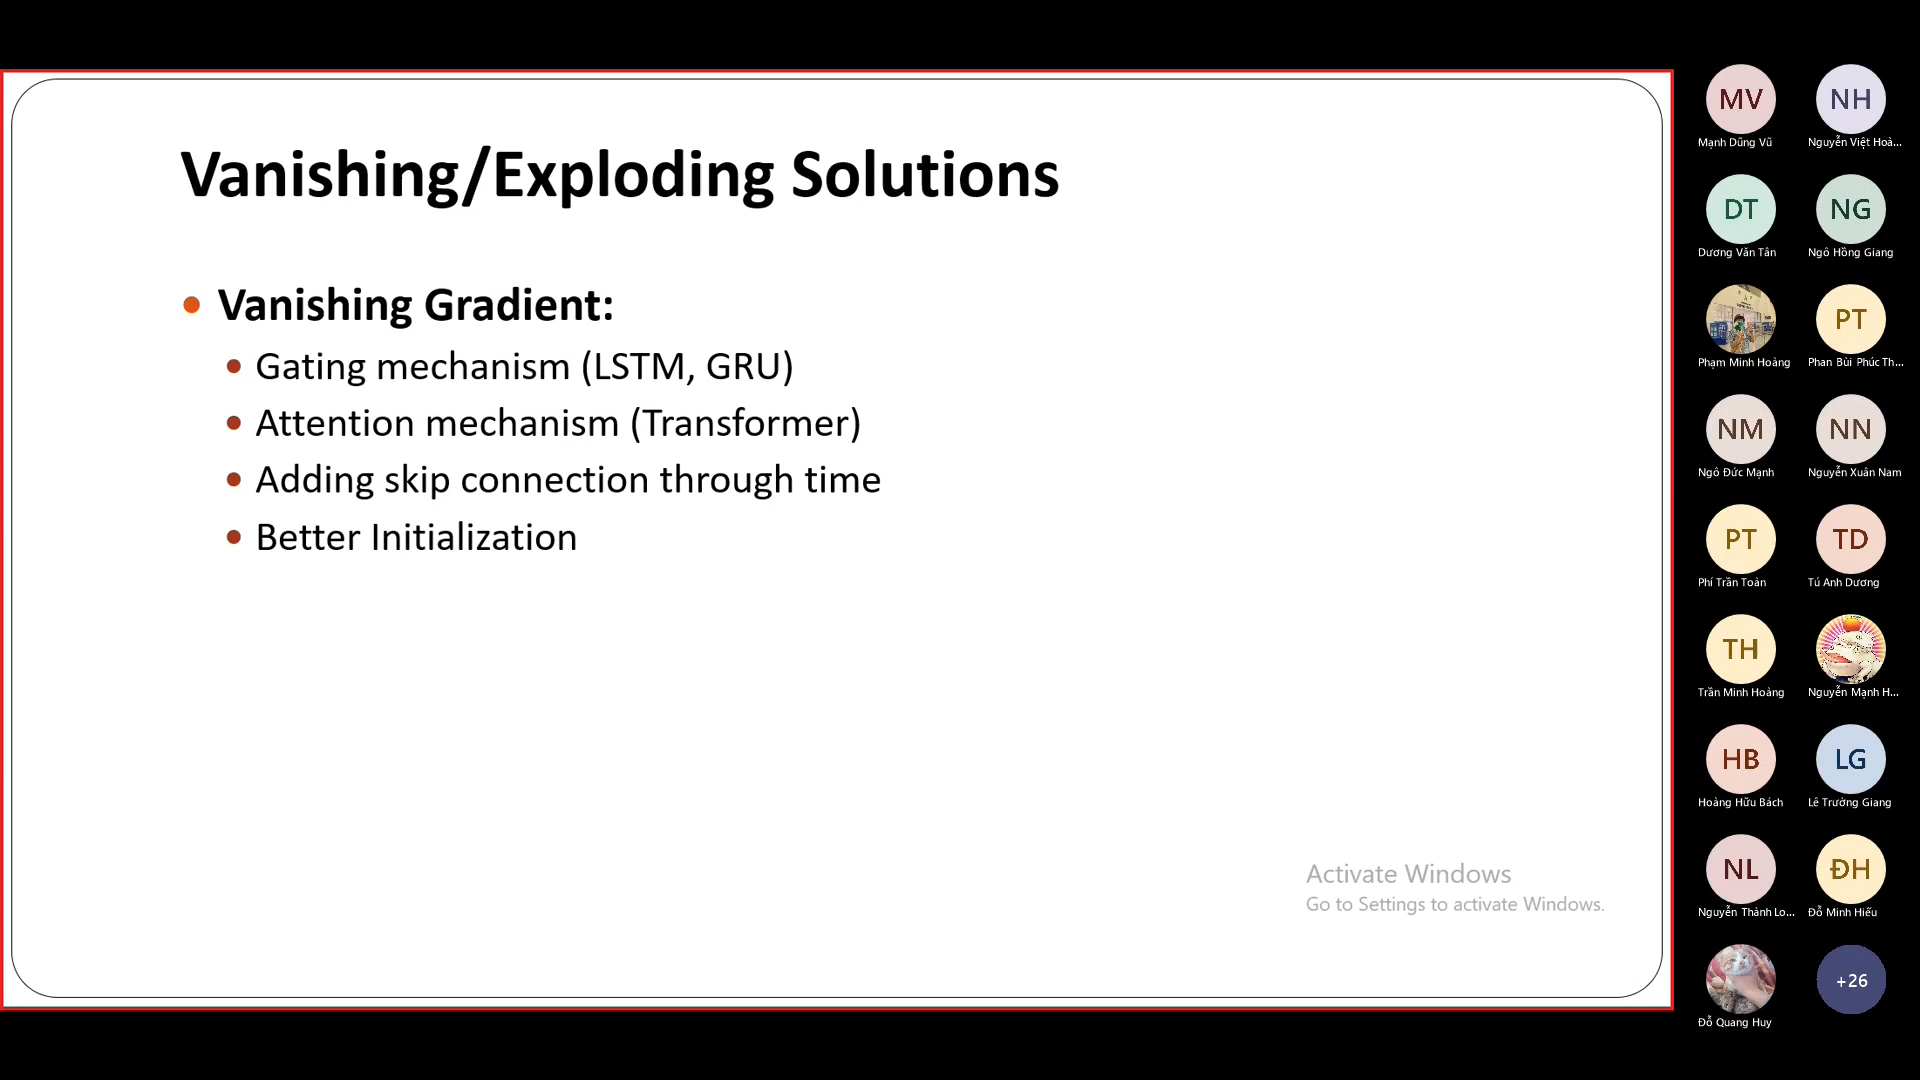 Vanishing/Exploding Solutions
Vanishing Gradient:
Gating mechanism (LSTM, GRU)
Attention mechanism (Transformer)
Adding skip connection through time
Better Initialization
Activate Windows
Go to Settings to activate Windows.
MV
NH
Mạnh Dũng Vũ
Nguyễn Việt Hoà...
DT
NG
Dương Văn Tân
Ngô Hồng Giang
PT
Phạm Minh Hoàng
Phan Bùi Phúc Th...
NM
NN
Ngô Đức Mạnh
Nguyễn Xuân Nam
PT
TD
Phí Trần Toàn
Tú Anh Dương
TH
Trần Minh Hoàng
Nguyễn Mạnh H...
HB
LG
Hoàng Hữu Bách
Lê Trường Giang
NL
ĐH
Nguyễn Thành Lo...
Đỗ Minh Hiếu
+26
Đỗ Quang Huy